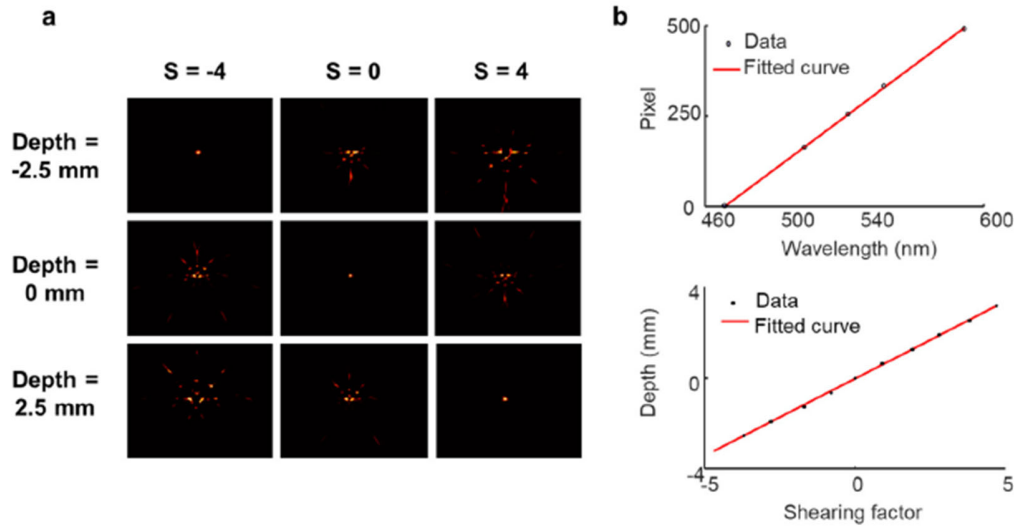 a
S = -4 S = 0 S = 4
Depth =
-2.5 mm
Depth =
0 mm
Depth =
2.5 mm
b
500
250
0
Pixel
Data
Fitted curve
460 500 540 600
Wavelength (nm)
4
0
-4
Depth (mm)
Data
Fitted curve
-5 0 5
Shearing factor